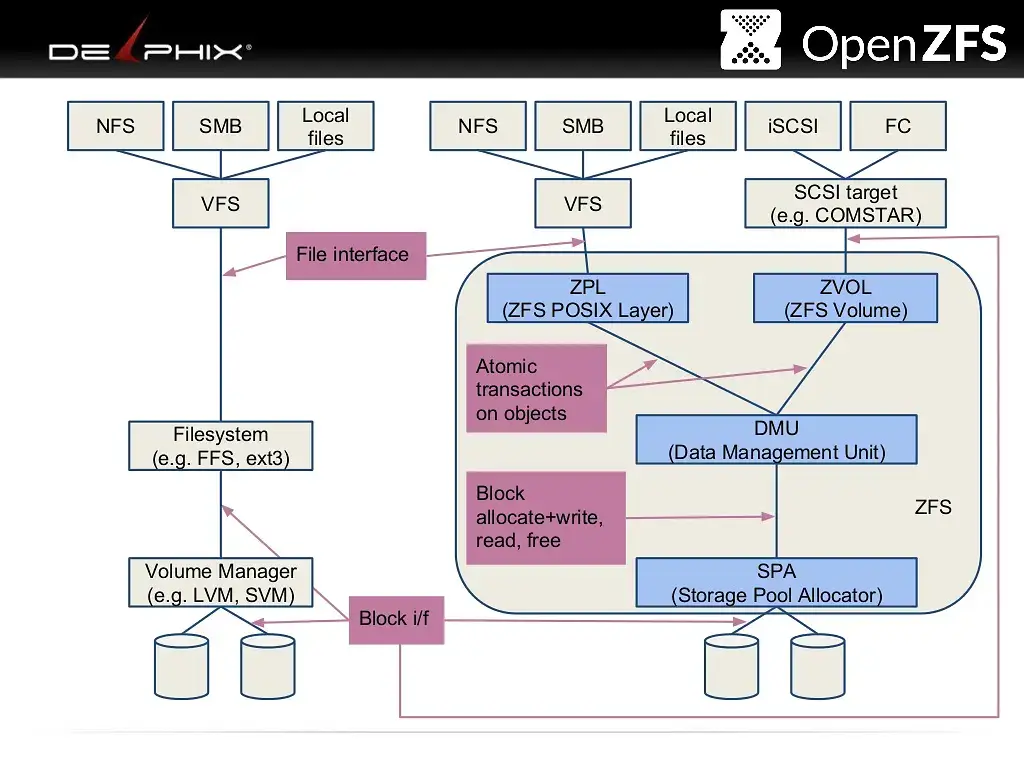 DELPHIX®
OpenZFS
NFS
SMB
Local
files
NFS
SMB
Local
files
iSCSI
FC
VFS
VFS
SCSI target
(e.g. COMSTAR)
File interface
ZPL
(ZFS POSIX Layer)
ZVOL
(ZFS Volume)
Atomic
transactions
on objects
Filesystem
(e.g. FFS, ext3)
DMU
(Data Management Unit)
Block
allocate+write,
read, free
ZFS
Volume Manager
(e.g. LVM, SVM)
SPA
(Storage Pool Allocator)
Block i/f